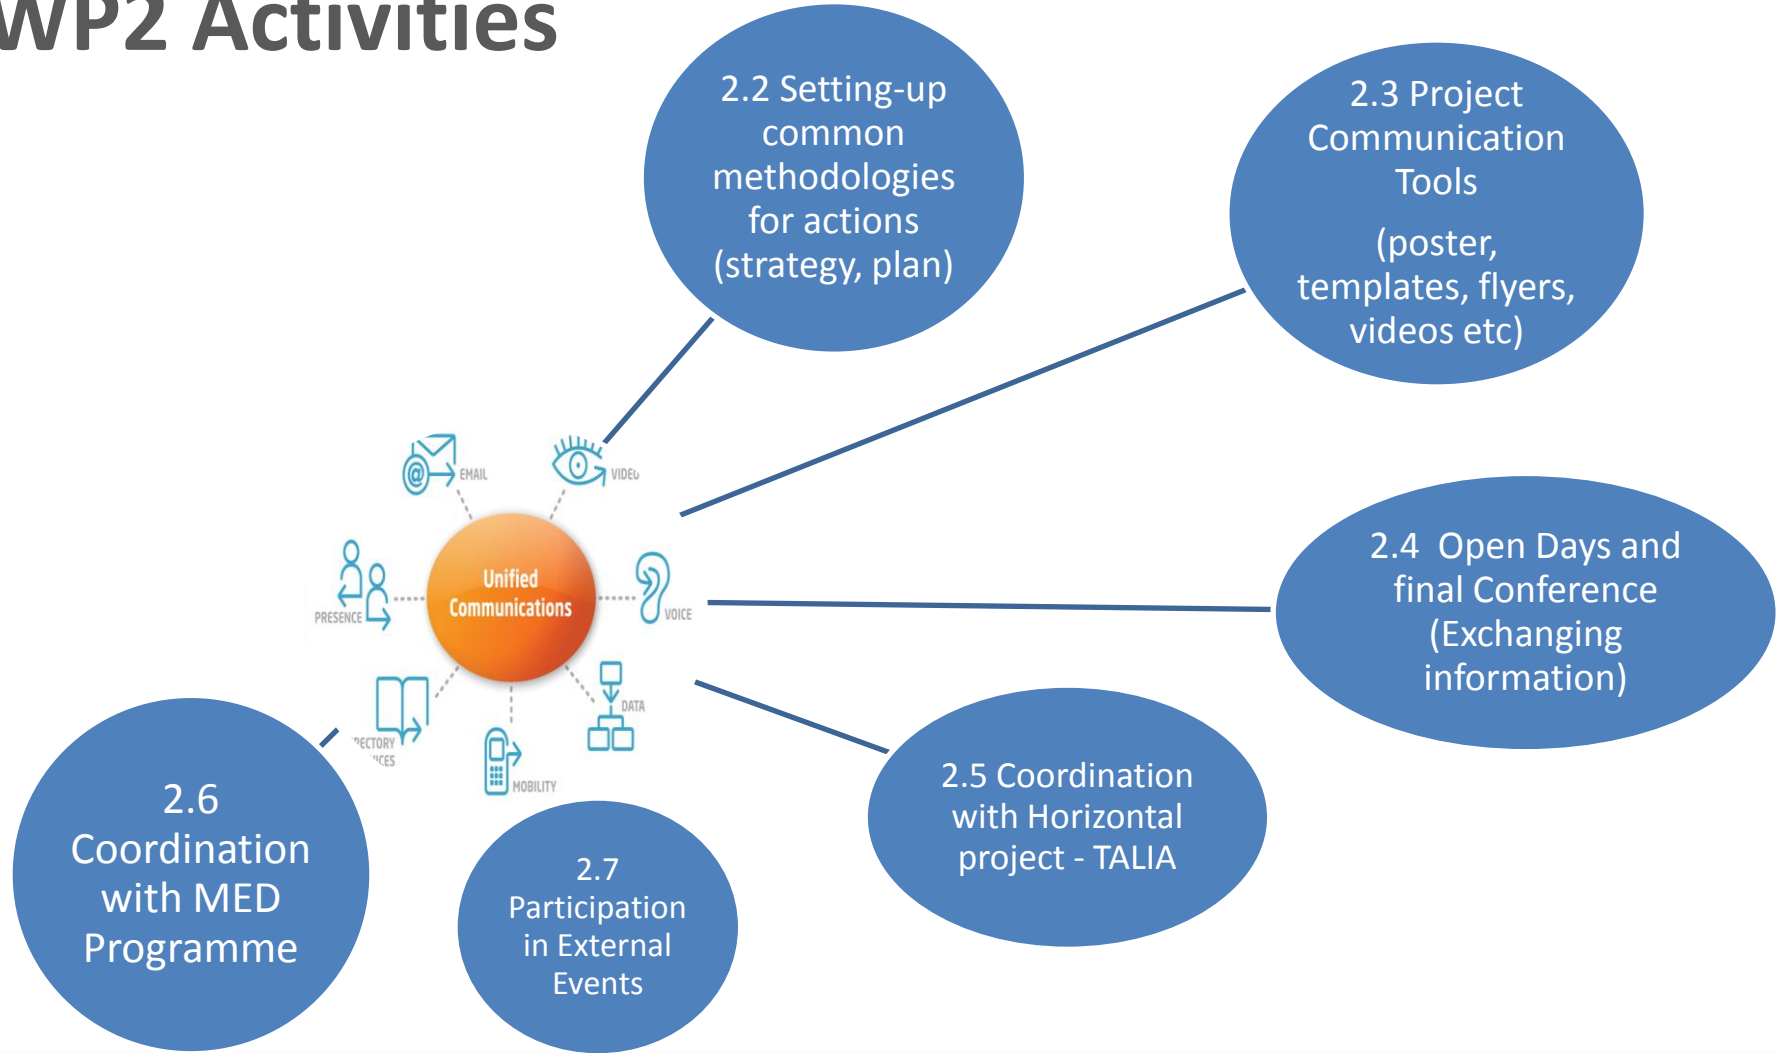 WP2 Activities
2.2 Setting-up
common
methodologies
for actions
(strategy, plan)
2.3 Project
Communication
Tools
(poster,
templates, flyers,
videos etc)
EMAIL
VIDEO
Unified
Communications
PRESENCE
VOICE
DATA
MOBILITY
2.4 Open Days and
final Conference
(Exchanging
information)
2.5 Coordination
with Horizontal
project - TALIA
2.6
Coordination
with MED
Programme
2.7
Participation
in External
Events